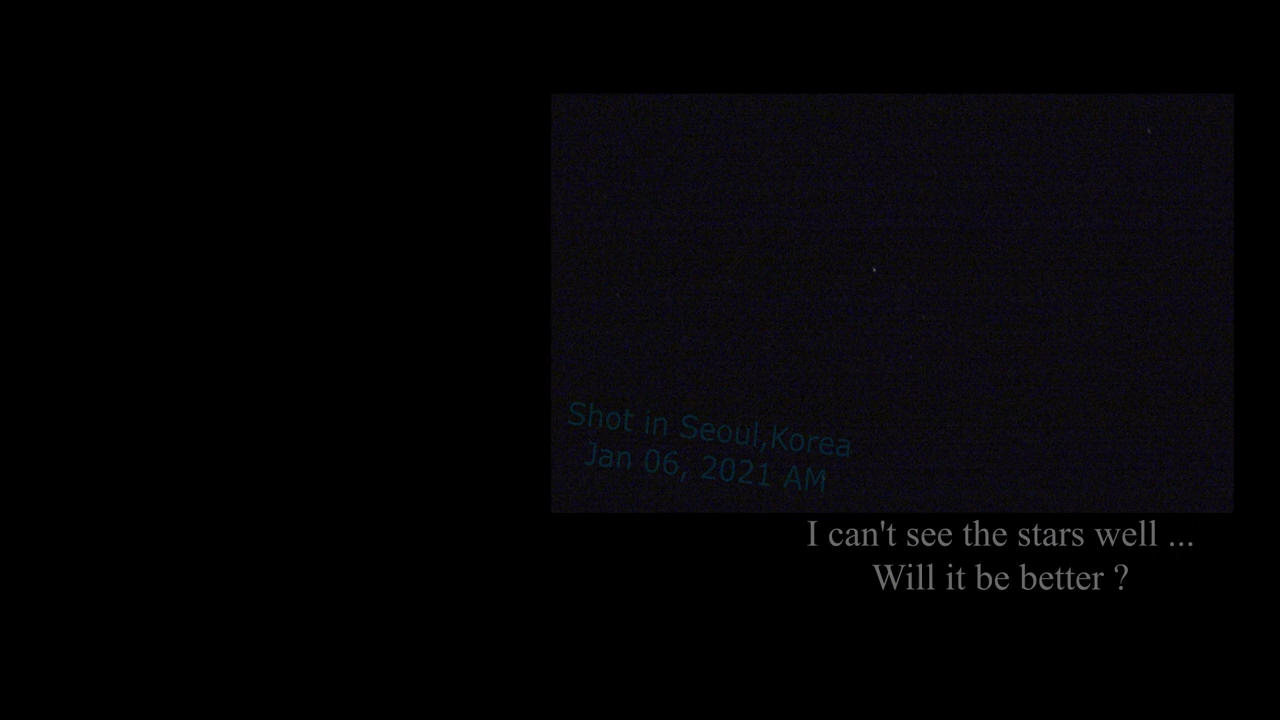 Shot in Seoul,Korea
Jan 06, 2021 AM
I can't see the stars well ...
Will it be better ?